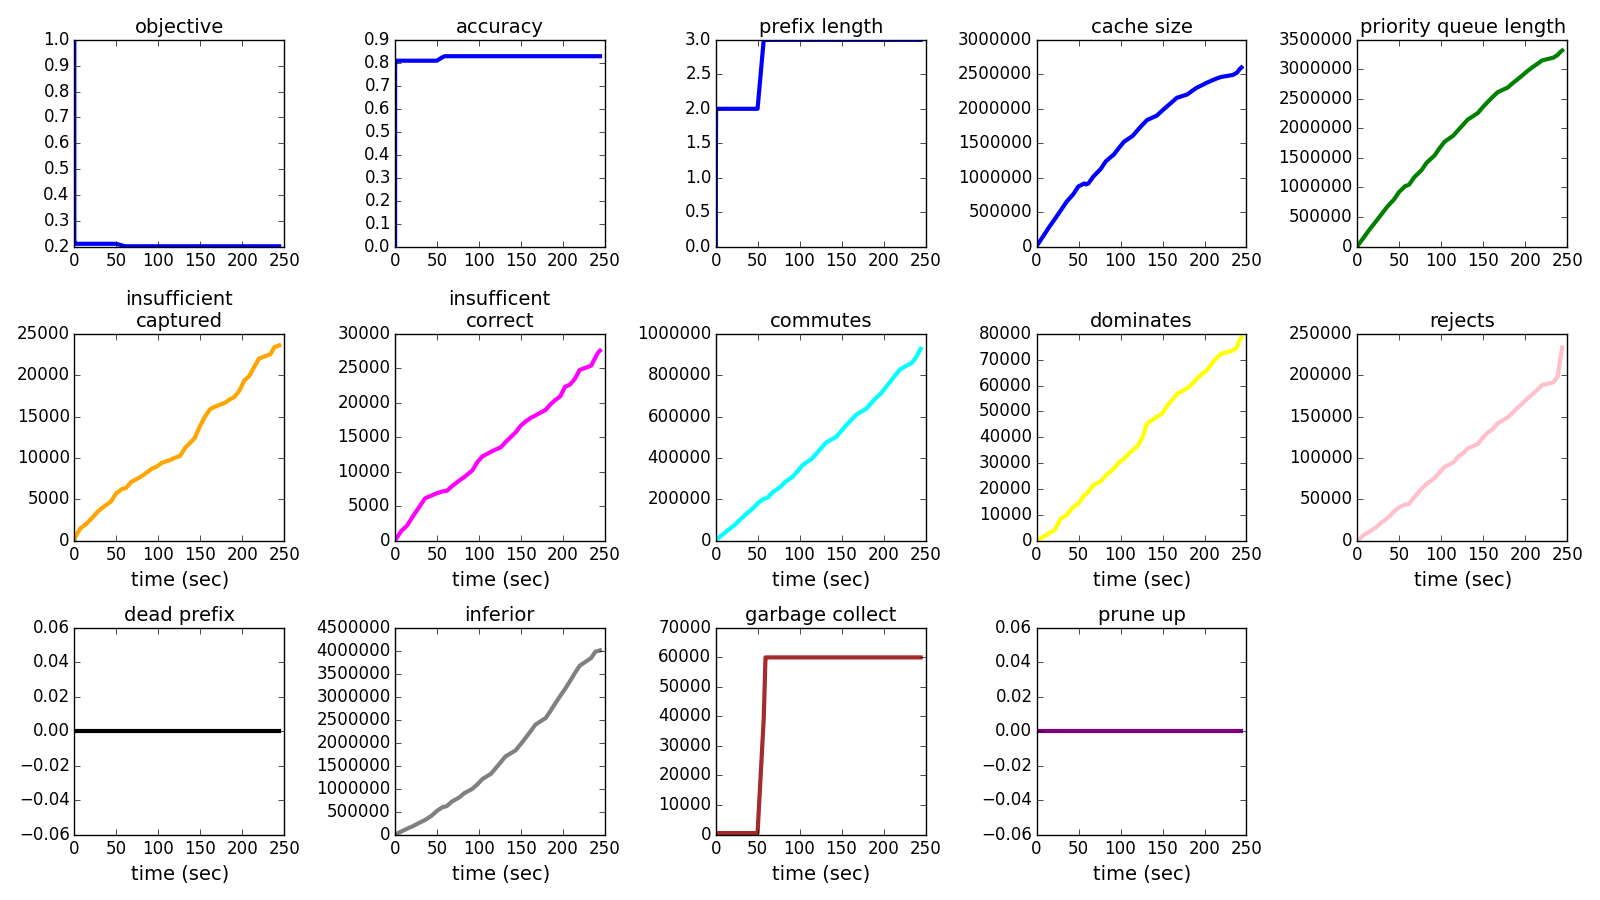 objective
1.0
0.9
0.8
0.7
0.6
0.5
0.4
0.3
0.2
0 50 100 150 200 250
accuracy
0.9
0.8
0.7
0.6
0.5
0.4
0.3
0.2
0.1
0.0
0 50 100 150 200 250
prefix length
3.0
2.5
2.0
1.5
1.0
0.5
0.0
0 50 100 150 200 250
cache size
3000000
2500000
2000000
1500000
1000000
500000
0
0 50 100 150 200 250
priority queue length
3500000
3000000
2500000
2000000
1500000
1000000
500000
0
0 50 100 150 200 250
insufficient
captured
25000
20000
15000
10000
5000
0
0 50 100 150 200 250
time (sec)
insufficent
correct
30000
25000
20000
15000
10000
5000
0
0 50 100 150 200 250
time (sec)
commutes
1000000
800000
600000
400000
200000
0
0 50 100 150 200 250
time (sec)
dominates
80000
70000
60000
50000
40000
30000
20000
10000
0
0 50 100 150 200 250
time (sec)
rejects
250000
200000
150000
100000
50000
0
0 50 100 150 200 250
time (sec)
dead prefix
0.06
0.04
0.02
0.00
−0.02
−0.04
−0.06
0 50 100 150 200 250
time (sec)
inferior
4500000
4000000
3500000
3000000
2500000
2000000
1500000
1000000
500000
0
0 50 100 150 200 250
time (sec)
garbage collect
70000
60000
50000
40000
30000
20000
10000
0
0 50 100 150 200 250
time (sec)
prune up
0.06
0.04
0.02
0.00
−0.02
−0.04
−0.06
0 50 100 150 200 250
time (sec)